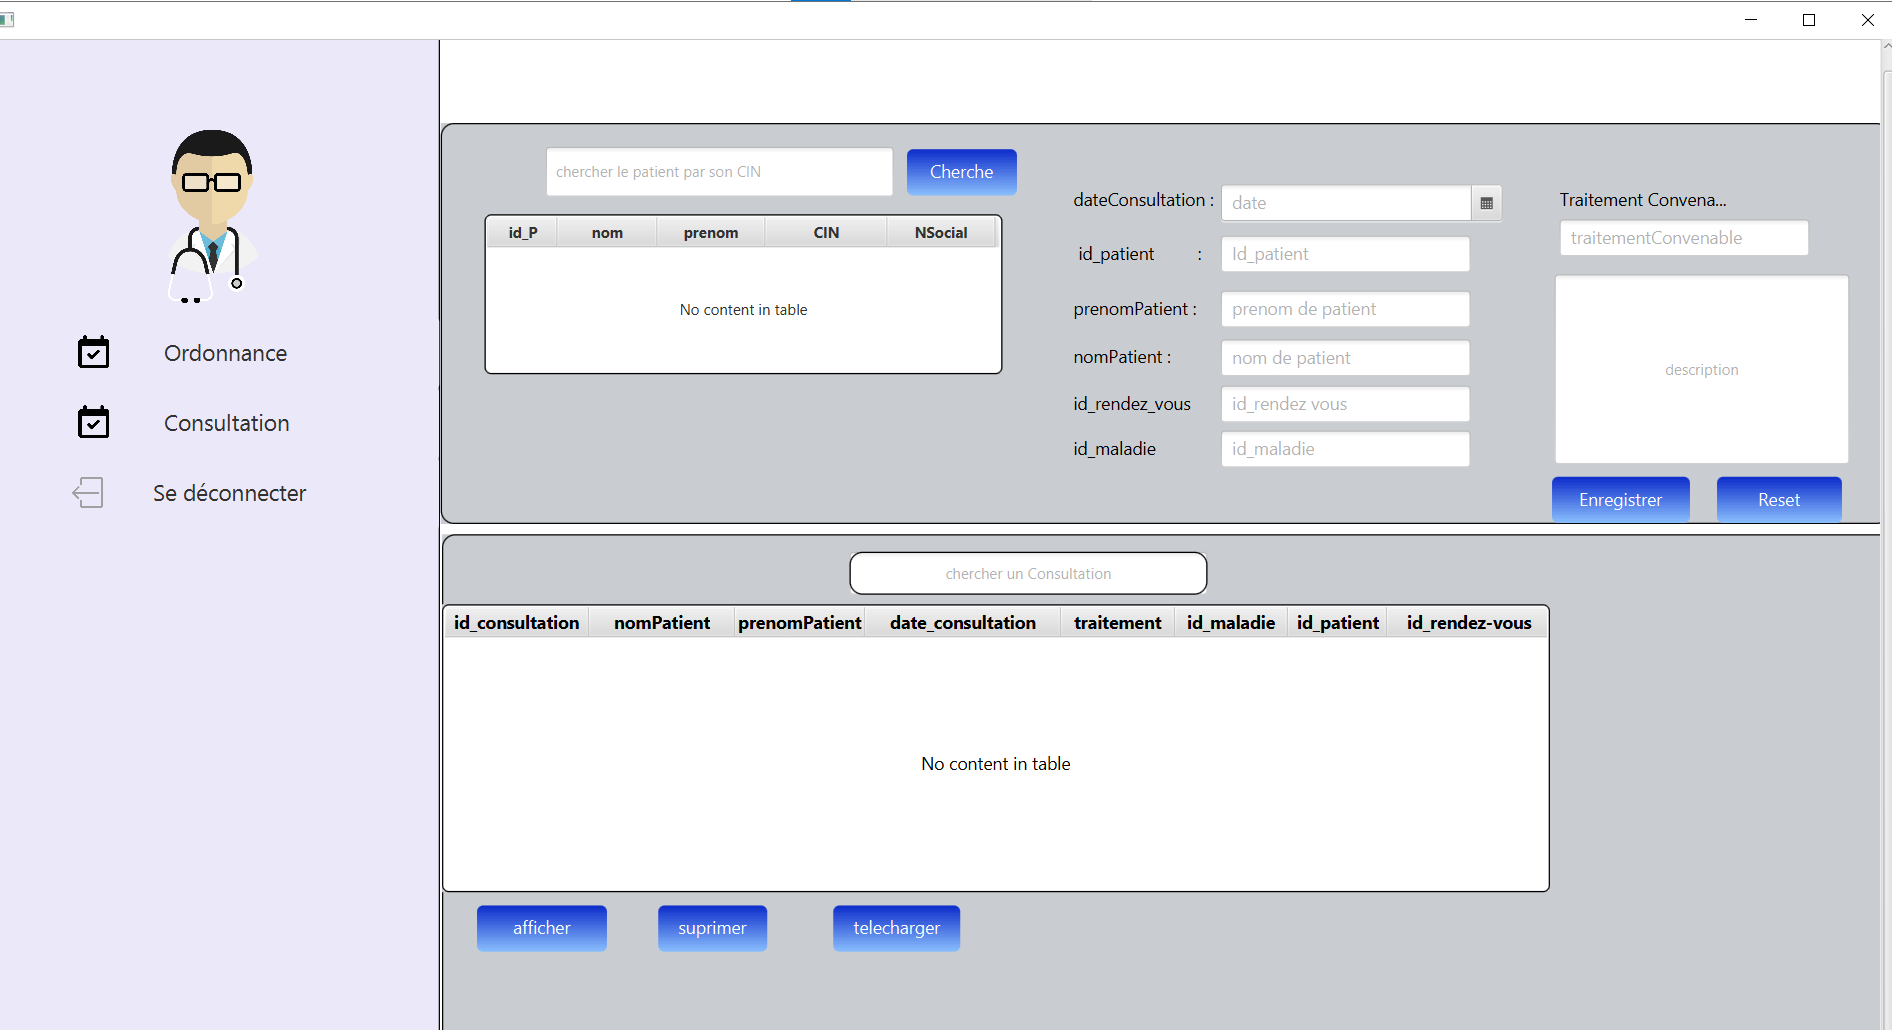 Ordonnance
Consultation
Se déconnecter
chercher le patient par son CIN
Cherche
id_P nom prenom CIN NSocial
No content in table
dateConsultation : date
id_patient : Id_patient
prenomPatient : prenom de patient
nomPatient : nom de patient
id_rendez_vous id_rendez vous
id_maladie id_maladie
Traitement Convena...
traitementConvenable
description
Enregistrer Reset
chercher un Consultation
id_consultation nomPatient prenomPatient date_consultation traitement id_maladie id_patient id_rendez-vous
No content in table
afficher suprimer telecharger